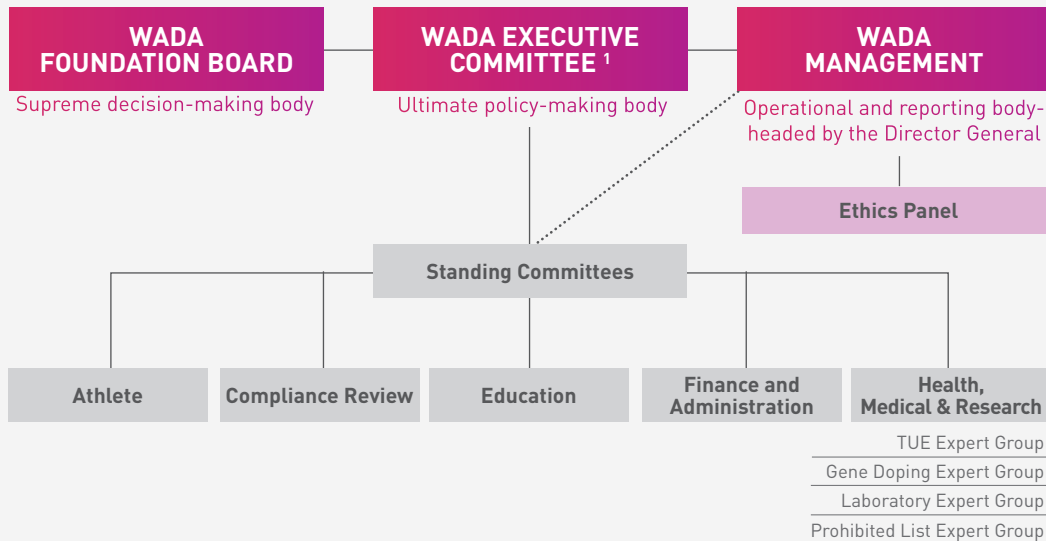 WADA
FOUNDATION BOARD
Supreme decision-making body
WADA EXECUTIVE
COMMITTEE 1
Ultimate policy-making body
WADA
MANAGEMENT
Operational and reporting body-
headed by the Director General
Ethics Panel
Standing Committees
Athlete
Compliance Review
Education
Finance and
Administration
Health,
Medical & Research
TUE Expert Group
Gene Doping Expert Group
Laboratory Expert Group
Prohibited List Expert Group